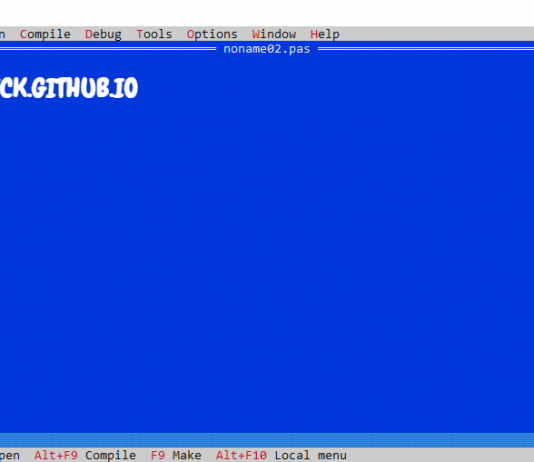 n Compile Debug Tools Options Window Help
noname02.pas
CK.GITHUB.IO
pen Alt+F9 Compile F9 Make Alt+F10 Local menu